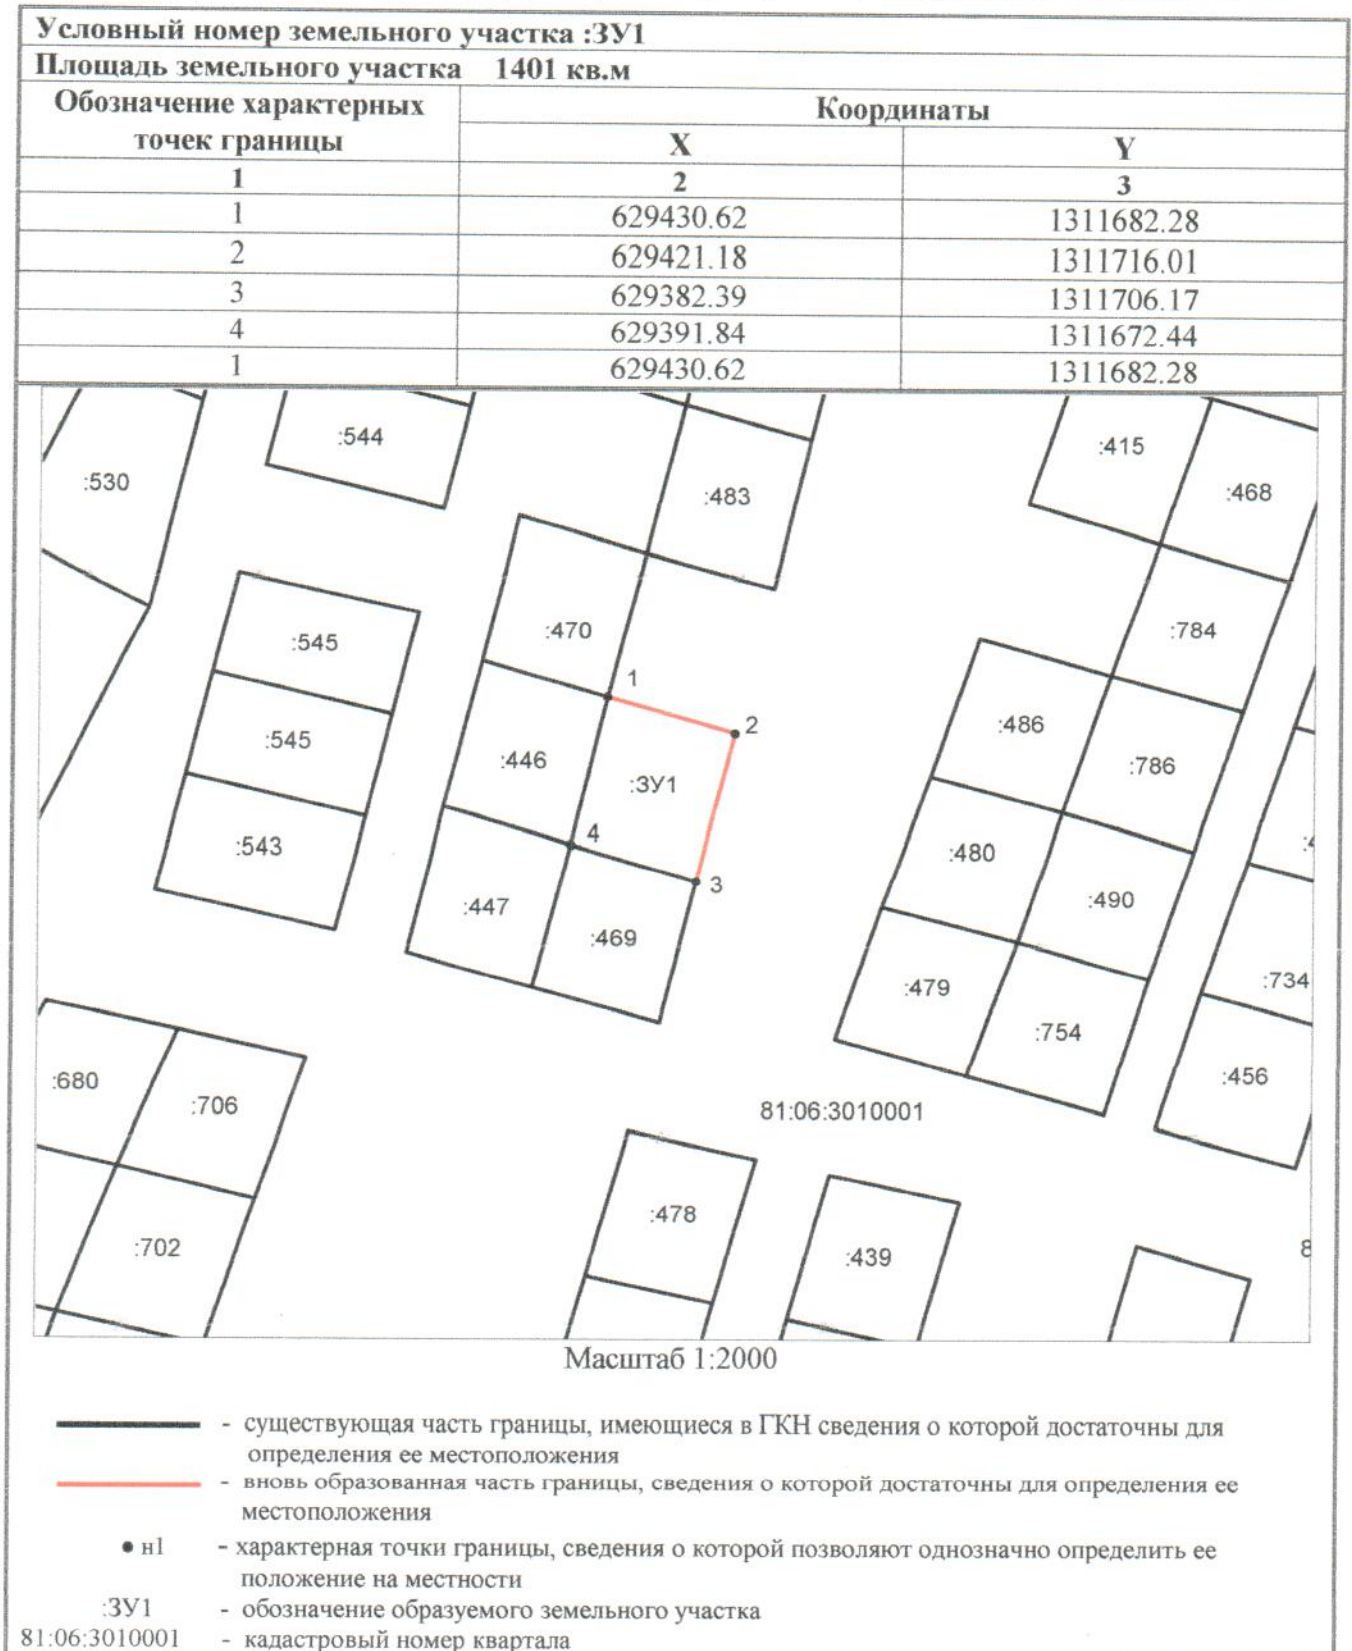 Условный номер земельного участка :ЗУ1
Площадь земельного участка 1401 кв.м
Обозначение характерных точек границы Координаты
X Y
1 2 3
1 629430.62 1311682.28
2 629421.18 1311716.01
3 629382.39 1311706.17
4 629391.84 1311672.44
1 629430.62 1311682.28
:544
:415
:530
:483
:468
:470
:784
:545
1
:486
2
:545
:446
:786
:ЗУ1
4
:543
:480
3
:490
:447
:469
:734
:479
:754
:680
:456
:706
81:06:3010001
:478
:702
:439
8
Масштаб 1:2000
- существующая часть границы, имеющиеся в ГКН сведения о которой достаточны для
определения ее местоположения
- вновь образованная часть границы, сведения о которой достаточны для определения ее
местоположения
н1 - характерная точки границы, сведения о которой позволяют однозначно определить ее
положение на местности
:ЗУ1 - обозначение образуемого земельного участка
81:06:3010001 - кадастровый номер квартала